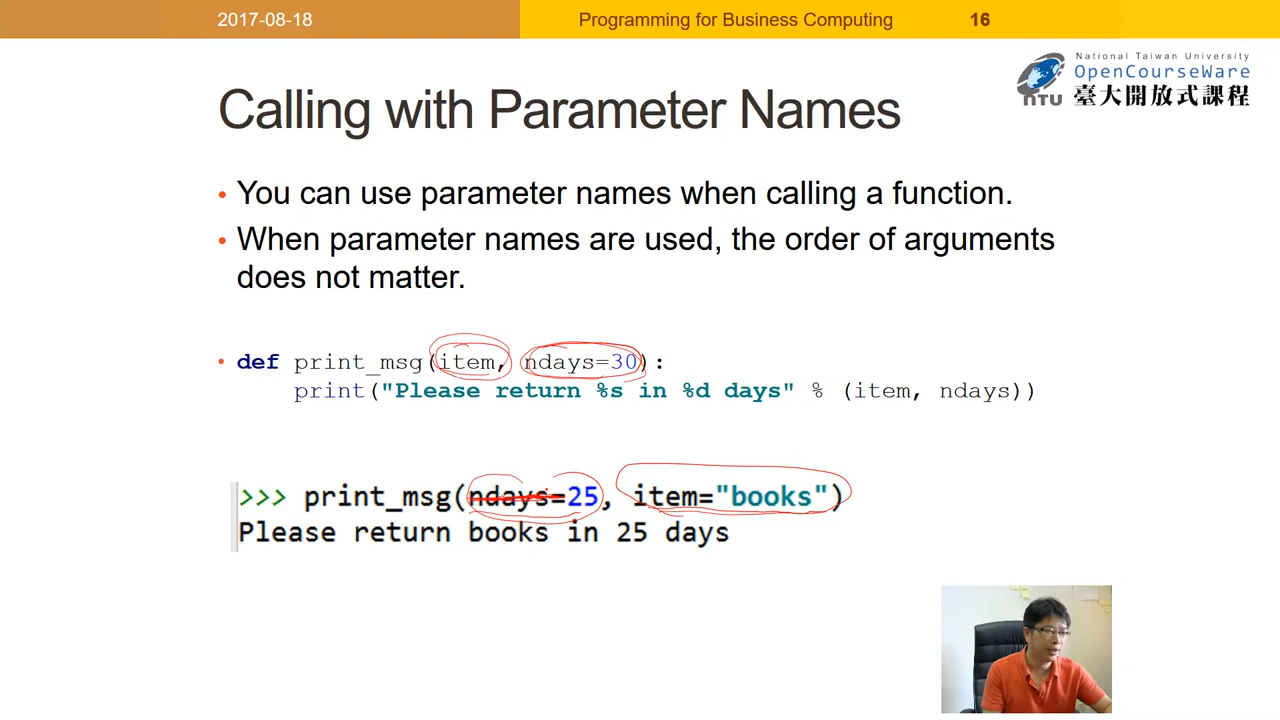 2017-08-18
Programming for Business Computing
16
National Taiwan University
OpenCourseWare
NTU 臺大開放式課程
Calling with Parameter Names
• You can use parameter names when calling a function.
• When parameter names are used, the order of arguments
does not matter.
• def print_msg(item, ndays=30):
print("Please return %s in %d days" % (item, ndays))
>>> print_msg(ndays=25, item="books")
Please return books in 25 days